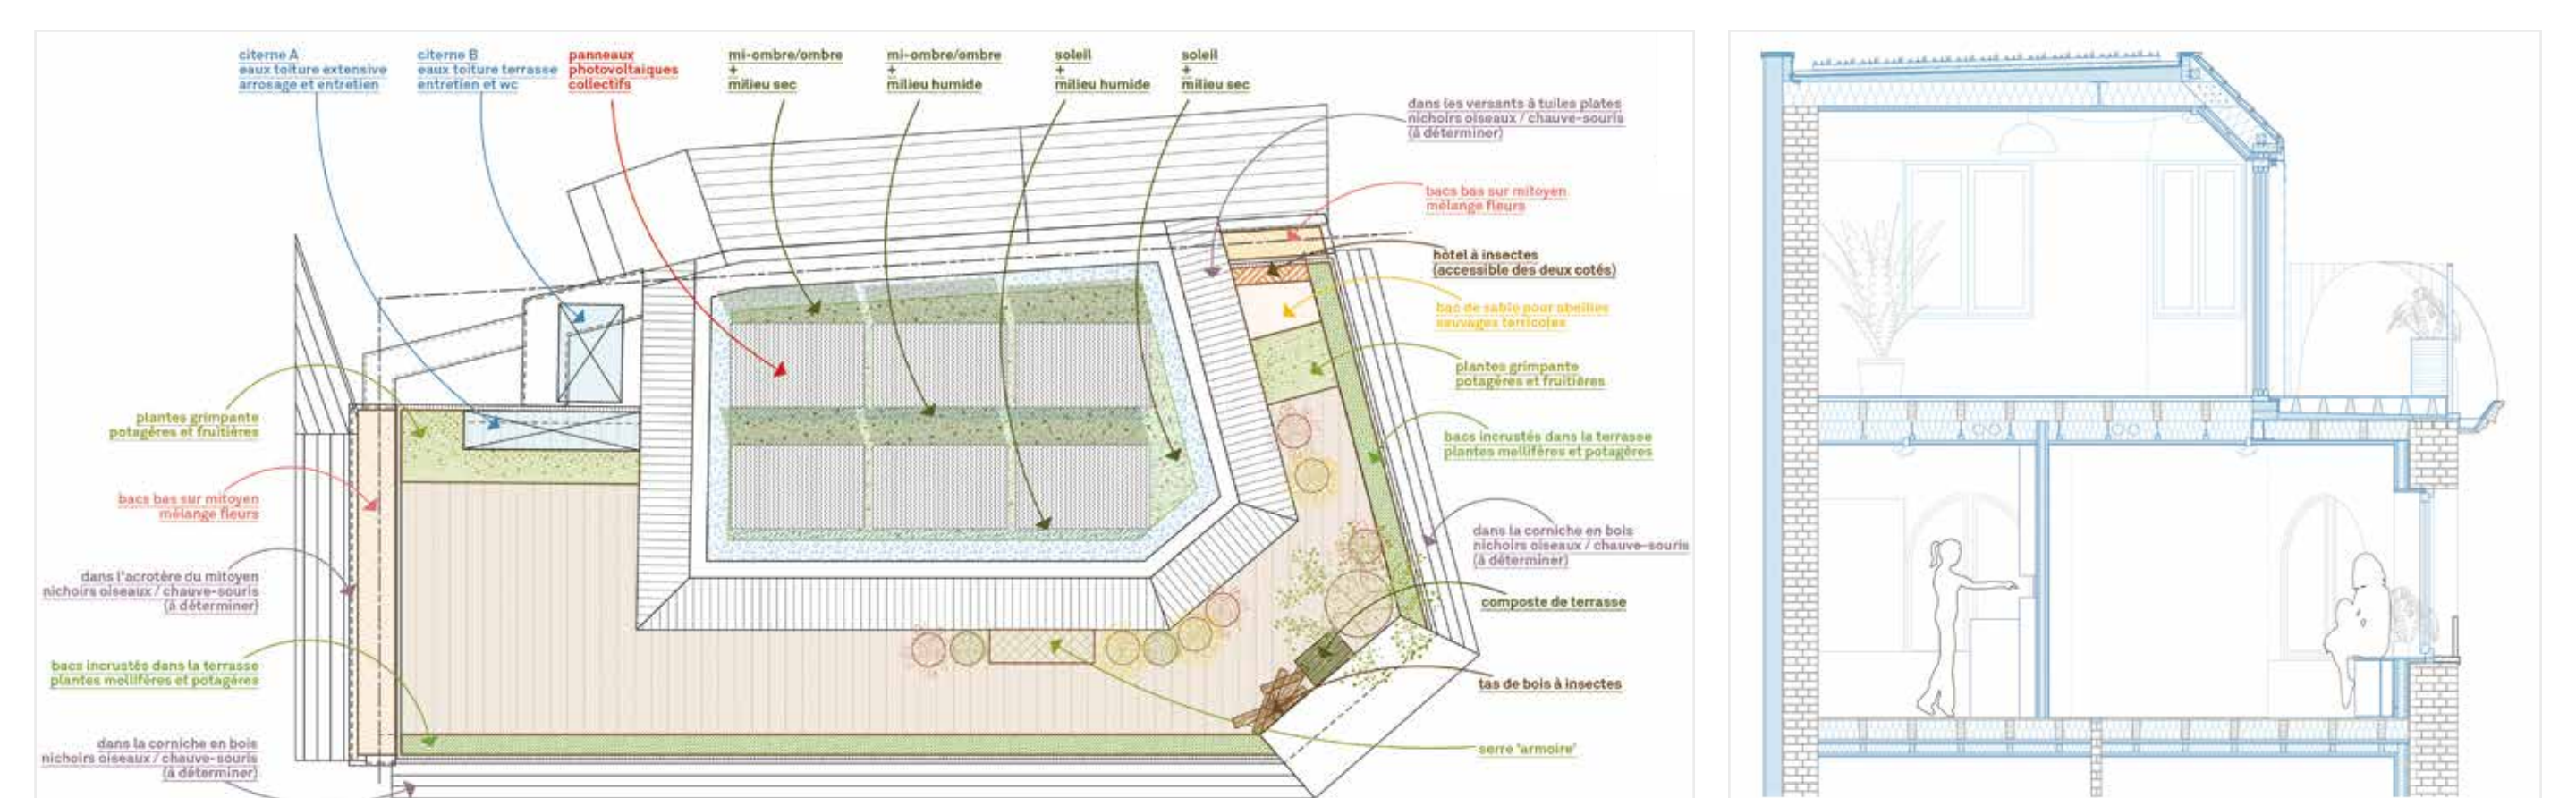 citerne A
eaux toiture extensive
arrosage et entretien
citerne B
eaux toiture terrasse
entretien et wc
panneaux
photovoltaiques
collectifs
mi-ombre/ombre
+
milieu sec
mi-ombre/ombre
+
milieu humide
soleil
+
milieu humide
soleil
+
milieu sec
dans les versants à tuiles plates
nichoirs oiseaux / chauve-souris
(à déterminer)
bacs bas sur mitoyen
mélange fleurs
hôtel à insectes
(accessible des deux cotés)
bac de sable pour abeilles
sauvages terricoles
plantes grimpante
potagères et fruitières
bacs incrustés dans la terrasse
plantes mellifères et potagères
dans la corniche en bois
nichoirs oiseaux / chauve-souris
(à déterminer)
composte de terrasse
tas de bois à insectes
serre 'armoire'
plantes grimpante
potagères et fruitières
bacs bas sur mitoyen
mélange fleurs
dans l'acrotère du mitoyen
nichoirs oiseaux / chauve-souris
(à déterminer)
bacs incrustés dans la terrasse
plantes mellifères et potagères
dans la corniche en bois
nichoirs oiseaux / chauve-souris
(à déterminer)